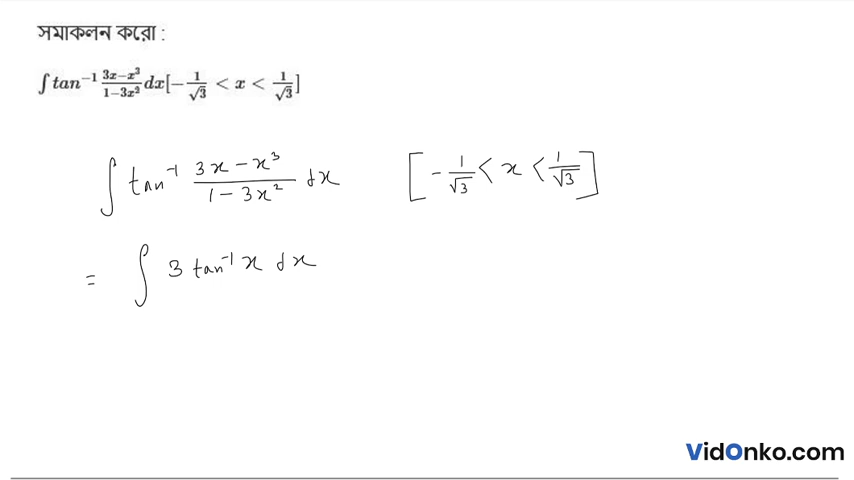 সমাকলন করো :
∫tan⁻¹ (3x−x³)/(1−3x²) dx[−1/√3 < x < 1/√3]
∫ tan⁻¹ (3x − x³)/(1 − 3x²) dx [−1/√3 < x < 1/√3]
= ∫ 3 tan⁻¹ x dx
VidOnko.com